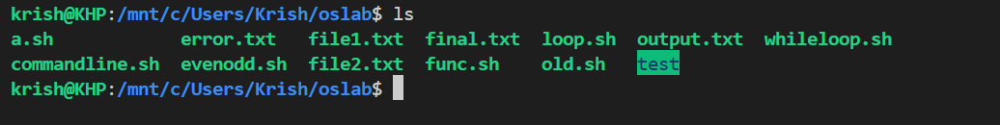 krish@KHP:/mnt/c/Users/Krish/oslab$ ls
a.sh            error.txt   file1.txt  final.txt  loop.sh  output.txt  whileloop.sh
commandline.sh  evenodd.sh  file2.txt  func.sh    old.sh   test
krish@KHP:/mnt/c/Users/Krish/oslab$